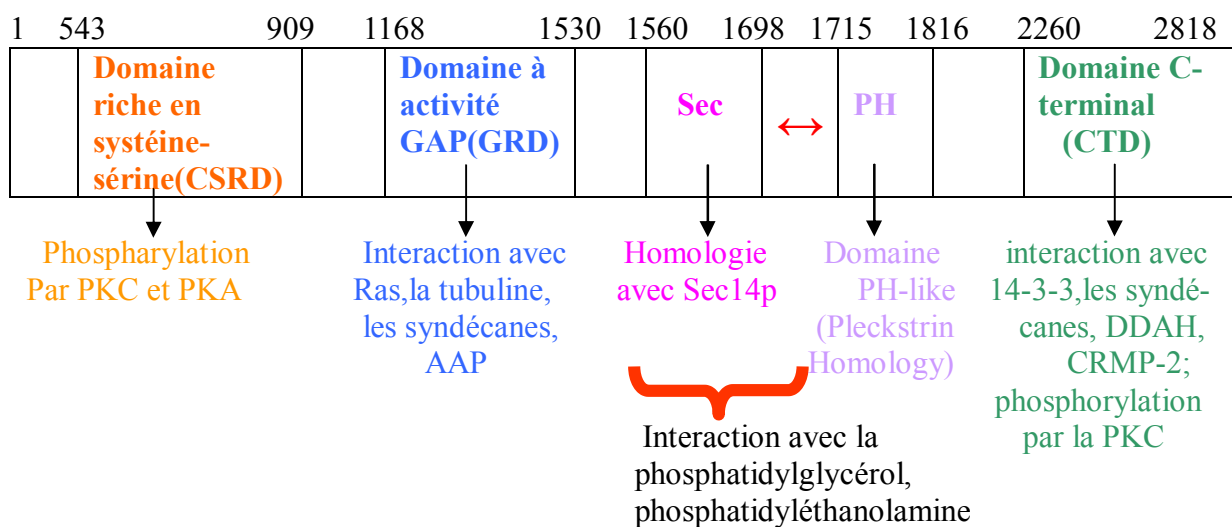 1 543 909 1168 1530 1560 1698 1715 1816 2260 2818
Domaine
riche en
systéine-
sérine(CSRD)
Domaine à
activité
GAP(GRD)
Sec
↔
PH
Domaine C-
terminal
(CTD)
Phospharylation
Par PKC et PKA
Interaction avec
Ras,la tubuline,
les syndécanes,
AAP
Homologie
avec Sec14p
Domaine
PH-like
(Pleckstrin
Homology)
interaction avec
14-3-3,les syndé-
canes, DDAH,
CRMP-2;
phosphorylation
par la PKC
Interaction avec la
phosphatidylglycérol,
phosphatidyléthanolamine